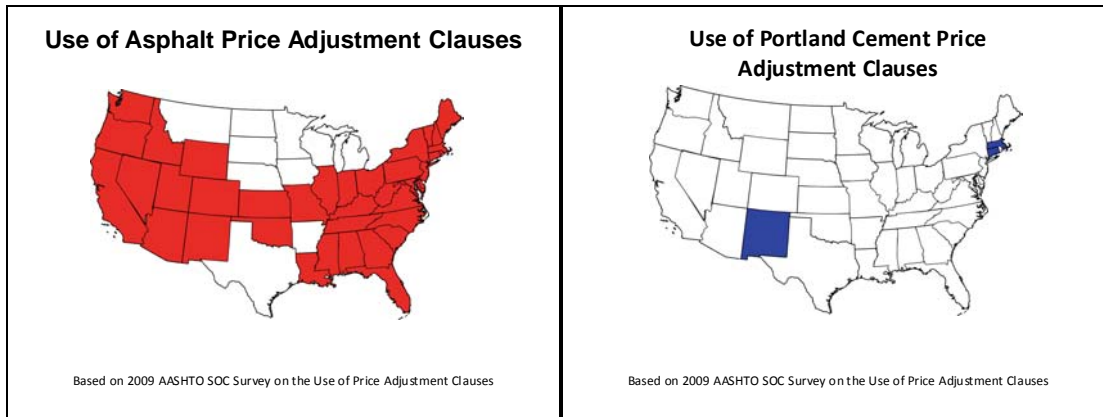 Use of Asphalt Price Adjustment Clauses
Based on 2009 AASHTO SOC Survey on the Use of Price Adjustment Clauses
Use of Portland Cement Price
Adjustment Clauses
Based on 2009 AASHTO SOC Survey on the Use of Price Adjustment Clauses